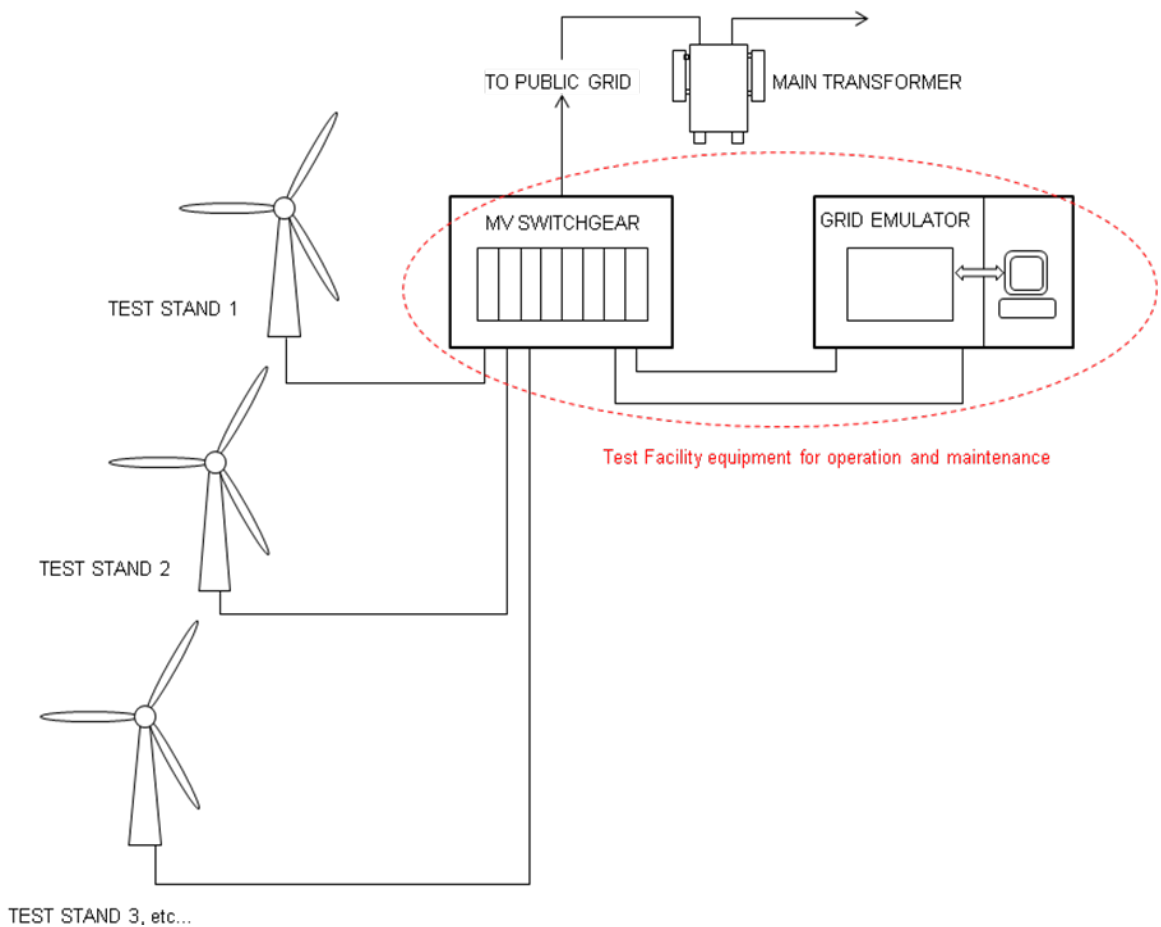 TO PUBLIC GRID
MAIN TRANSFORMER
MV SWITCHGEAR
GRID EMULATOR
TEST STAND 1
Test Facility equipment for operation and maintenance
TEST STAND 2
TEST STAND 3, etc...